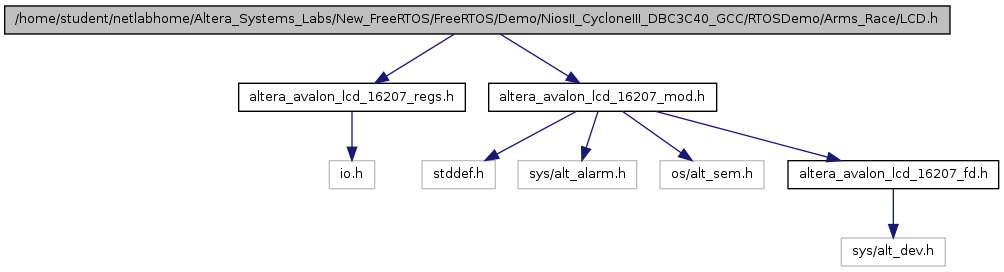 /home/student/netlabhome/Altera_Systems_Labs/New_FreeRTOS/FreeRTOS/Demo/NiosII_CycloneIII_DBC3C40_GCC/RTOSDemo/Arms_Race/LCD.h
altera_avalon_lcd_16207_regs.h
altera_avalon_lcd_16207_mod.h
io.h
stddef.h
sys/alt_alarm.h
os/alt_sem.h
altera_avalon_lcd_16207_fd.h
sys/alt_dev.h